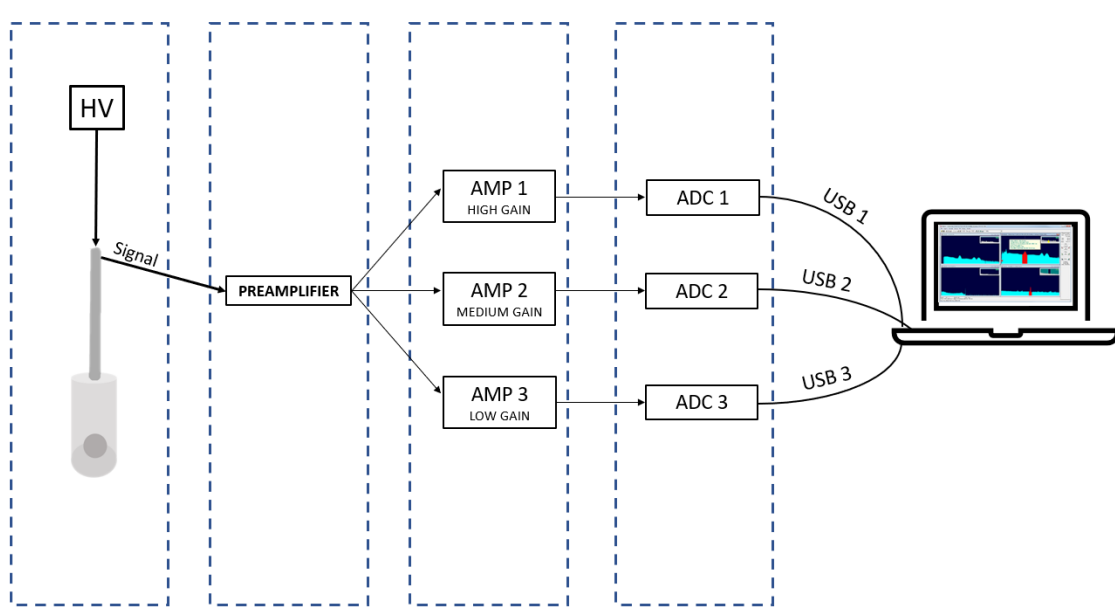 HV
Signal
PREAMPLIFIER
AMP 1
HIGH GAIN
AMP 2
MEDIUM GAIN
AMP 3
LOW GAIN
ADC 1
ADC 2
ADC 3
USB 1
USB 2
USB 3